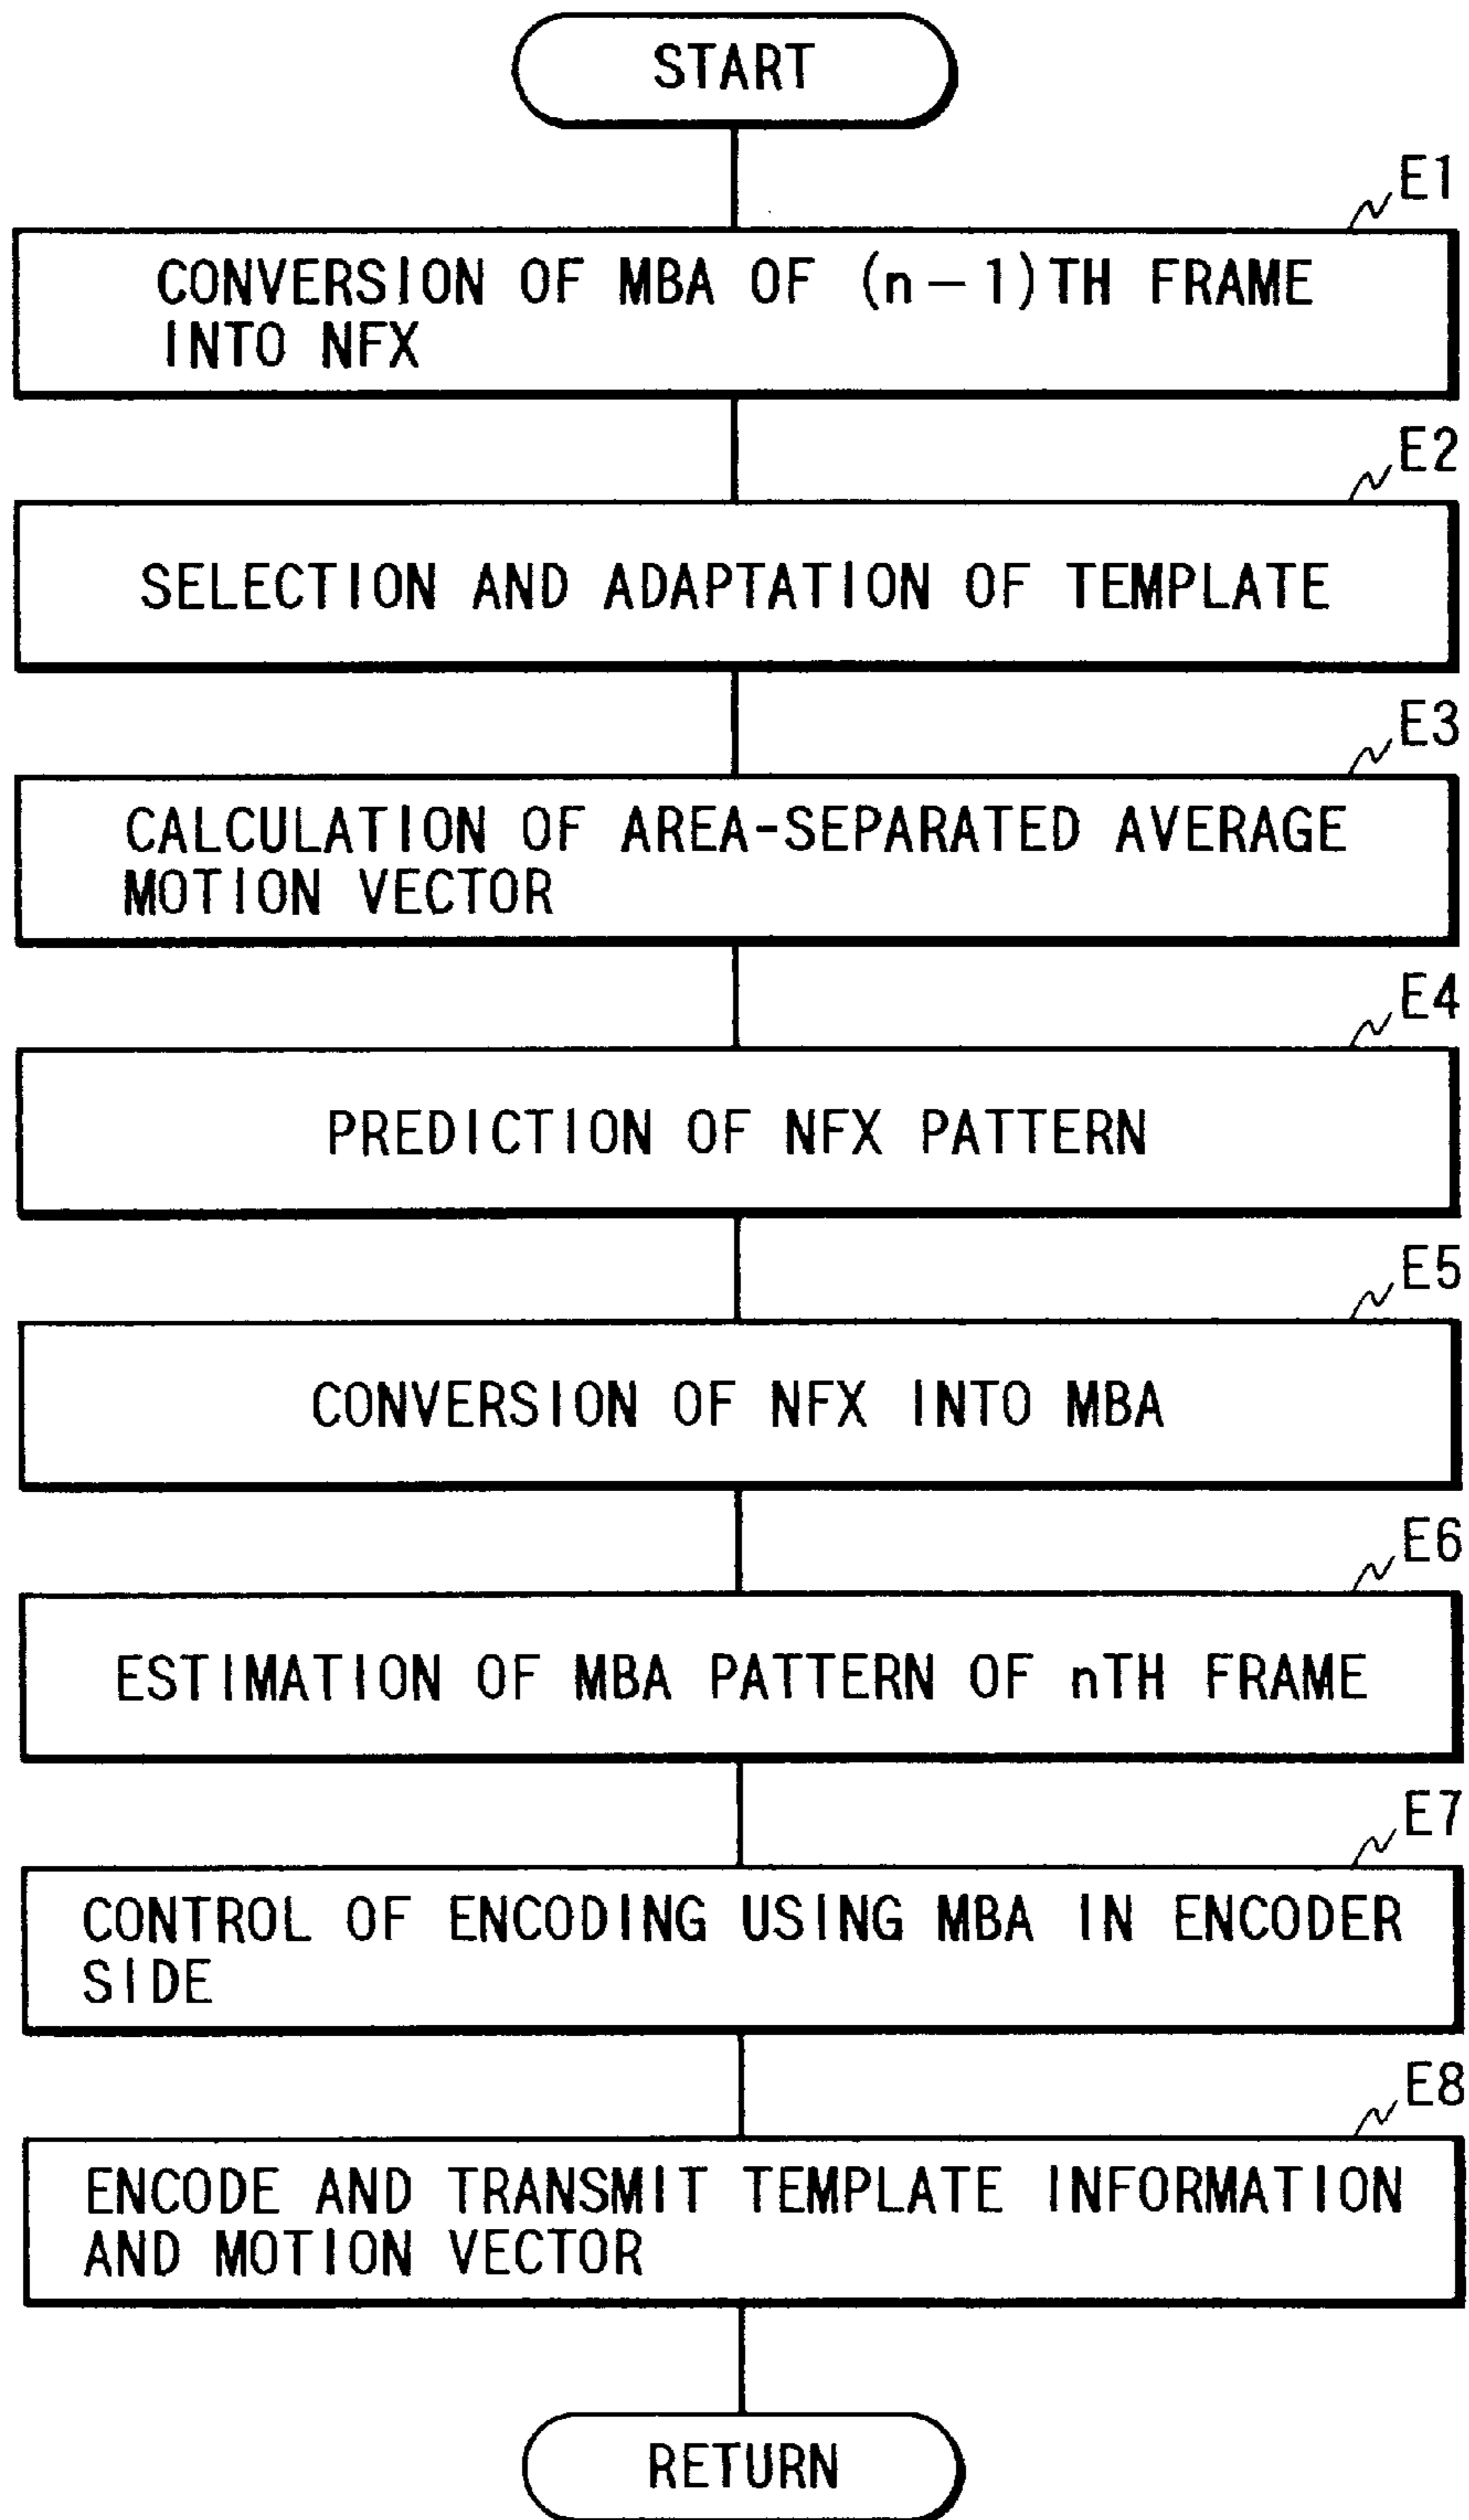 START
E1
CONVERSION OF MBA OF (n-1)TH FRAME
INTO NFX
E2
SELECTION AND ADAPTATION OF TEMPLATE
E3
CALCULATION OF AREA-SEPARATED AVERAGE
MOTION VECTOR
E4
PREDICTION OF NFX PATTERN
E5
CONVERSION OF NFX INTO MBA
E6
ESTIMATION OF MBA PATTERN OF nTH FRAME
E7
CONTROL OF ENCODING USING MBA IN ENCODER
SIDE
E8
ENCODE AND TRANSMIT TEMPLATE INFORMATION
AND MOTION VECTOR
RETURN